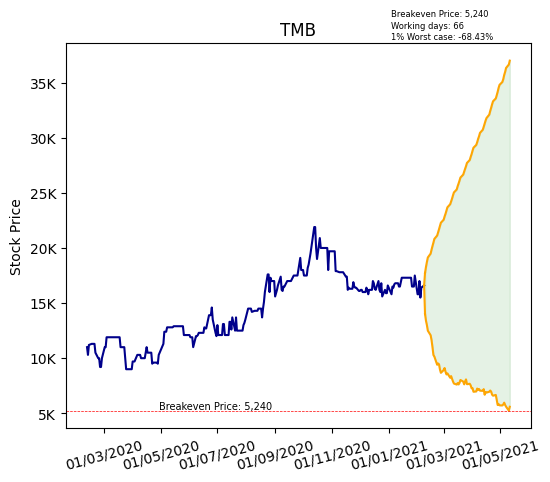 Breakeven Price: 5,240
Working days: 66
1% Worst case: -68.43%
TMB
Stock Price
35K
30K
25K
20K
15K
10K
5K
Breakeven Price: 5,240
01/03/2020
01/05/2020
01/07/2020
01/09/2020
01/11/2020
01/01/2021
01/03/2021
01/05/2021